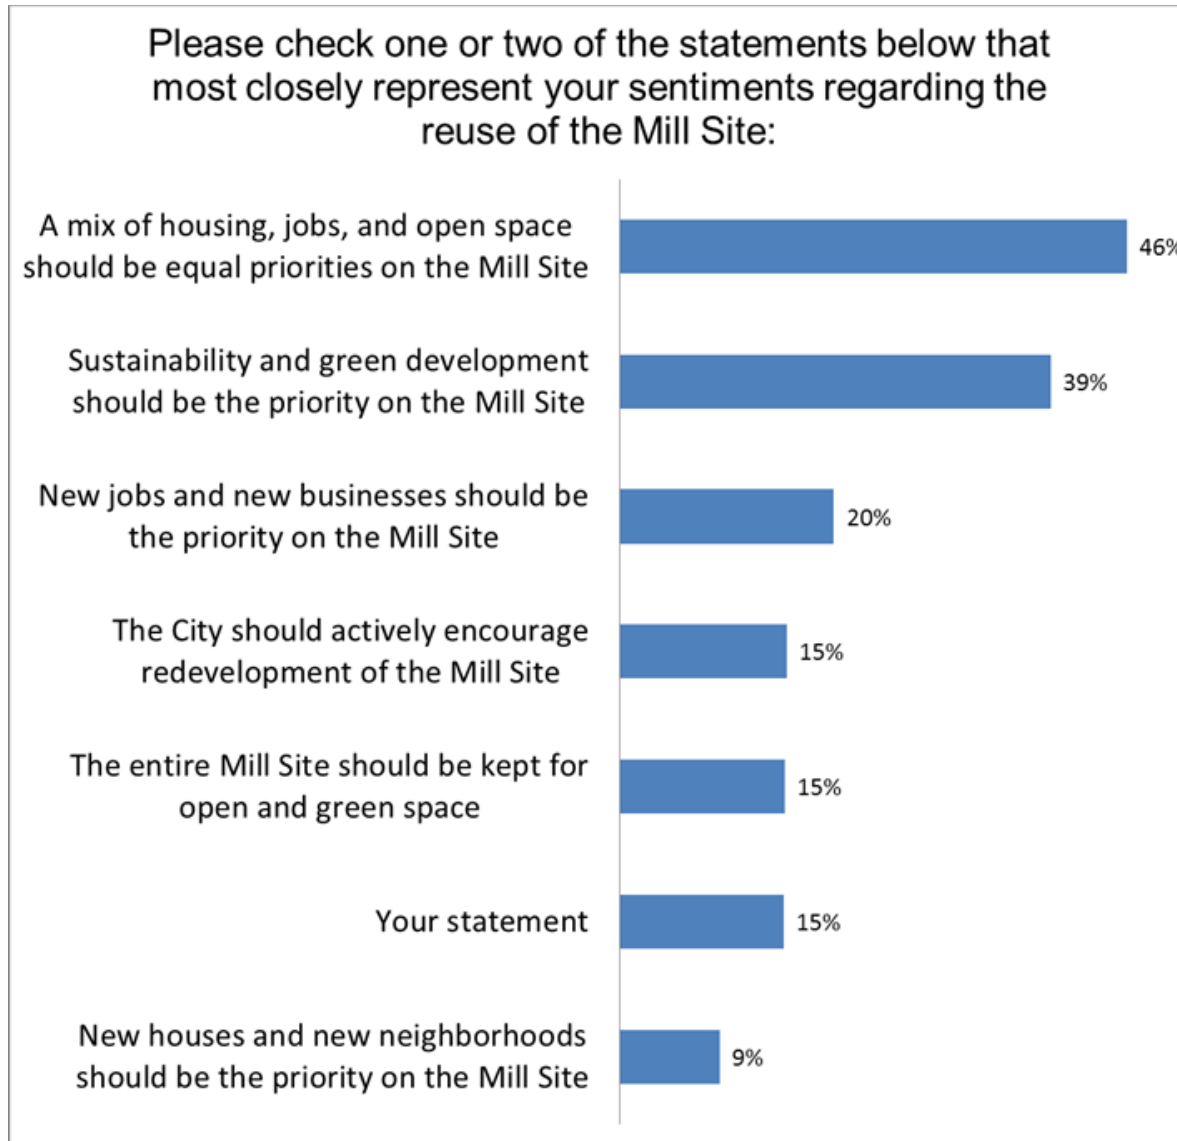 Please check one or two of the statements below that
most closely represent your sentiments regarding the
reuse of the Mill Site:
A mix of housing, jobs, and open space
should be equal priorities on the Mill Site
46%
Sustainability and green development
should be the priority on the Mill Site
39%
New jobs and new businesses should be
the priority on the Mill Site
20%
The City should actively encourage
redevelopment of the Mill Site
15%
The entire Mill Site should be kept for
open and green space
15%
Your statement
15%
New houses and new neighborhoods
should be the priority on the Mill Site
9%